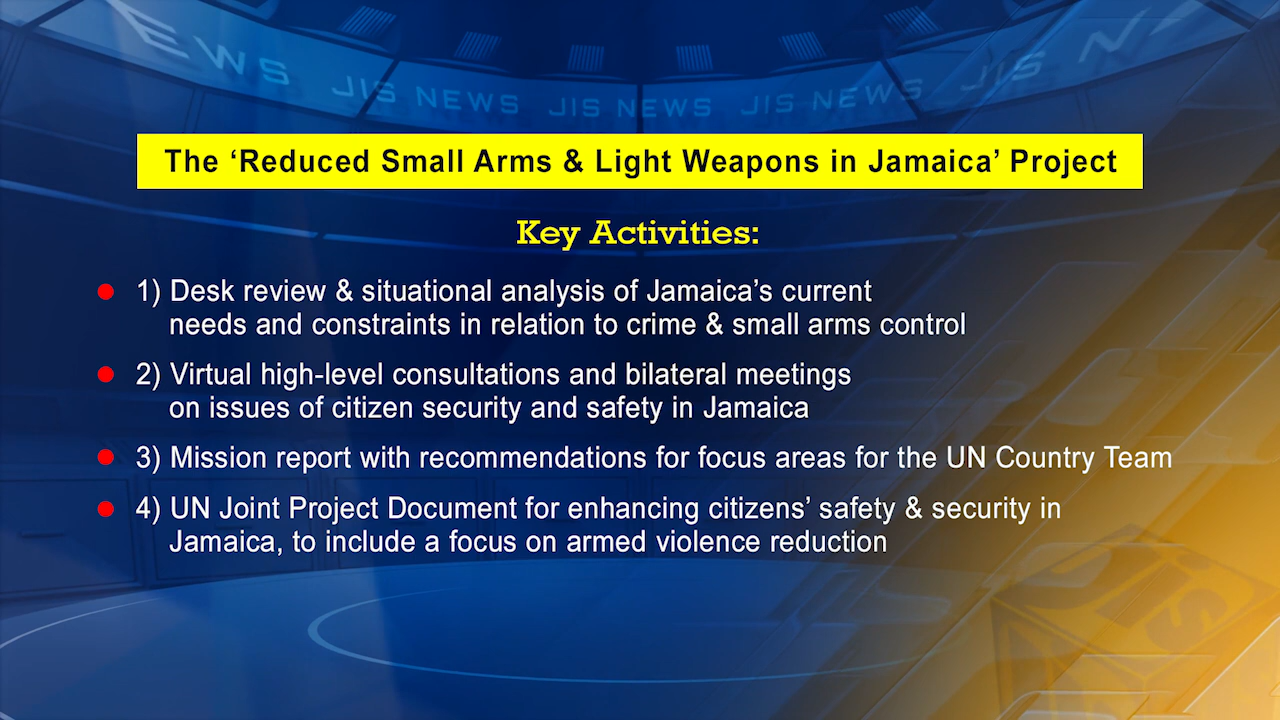 EWS JIS NEWS JIS NEWS JIS NEWS JIS N
The ‘Reduced Small Arms & Light Weapons in Jamaica’ Project
Key Activities:
1) Desk review & situational analysis of Jamaica’s current
needs and constraints in relation to crime & small arms control
2) Virtual high-level consultations and bilateral meetings
on issues of citizen security and safety in Jamaica
3) Mission report with recommendations for focus areas for the UN Country Team
4) UN Joint Project Document for enhancing citizens’ safety & security in
Jamaica, to include a focus on armed violence reduction
JIS